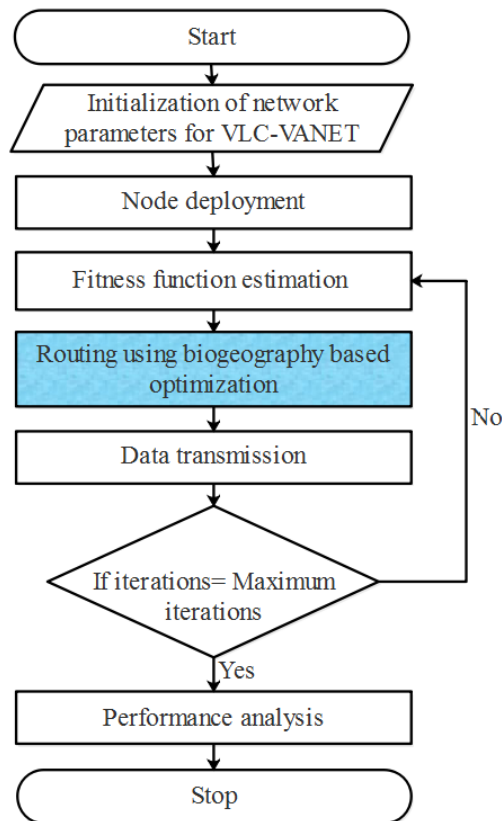 Start
Initialization of network
parameters for VLC-VANET
Node deployment
Fitness function estimation
Routing using biogeography based
optimization
No
Data transmission
If iterations= Maximum
iterations
Yes
Performance analysis
Stop